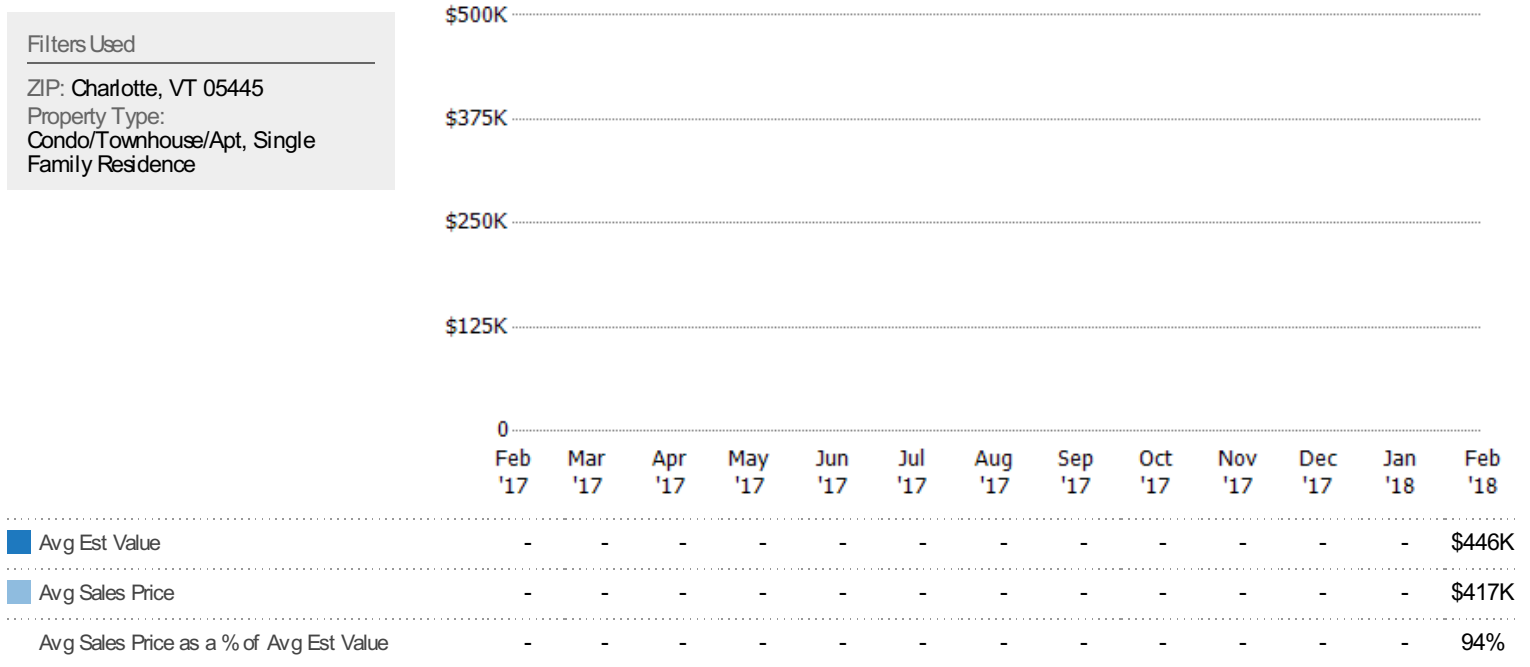 Filters Used
ZIP: Charlotte, VT 05445
Property Type:
Condo/Townhouse/Apt, Single
Family Residence
$500K
$375K
$250K
$125K
0
Feb Mar Apr May Jun Jul Aug Sep Oct Nov Dec Jan Feb
'17 '17 '17 '17 '17 '17 '17 '17 '17 '17 '17 '18 '18
Avg Est Value - - - - - - - - - - - - $446K
Avg Sales Price - - - - - - - - - - - - $417K
Avg Sales Price as a % of Avg Est Value - - - - - - - - - - - - 94%